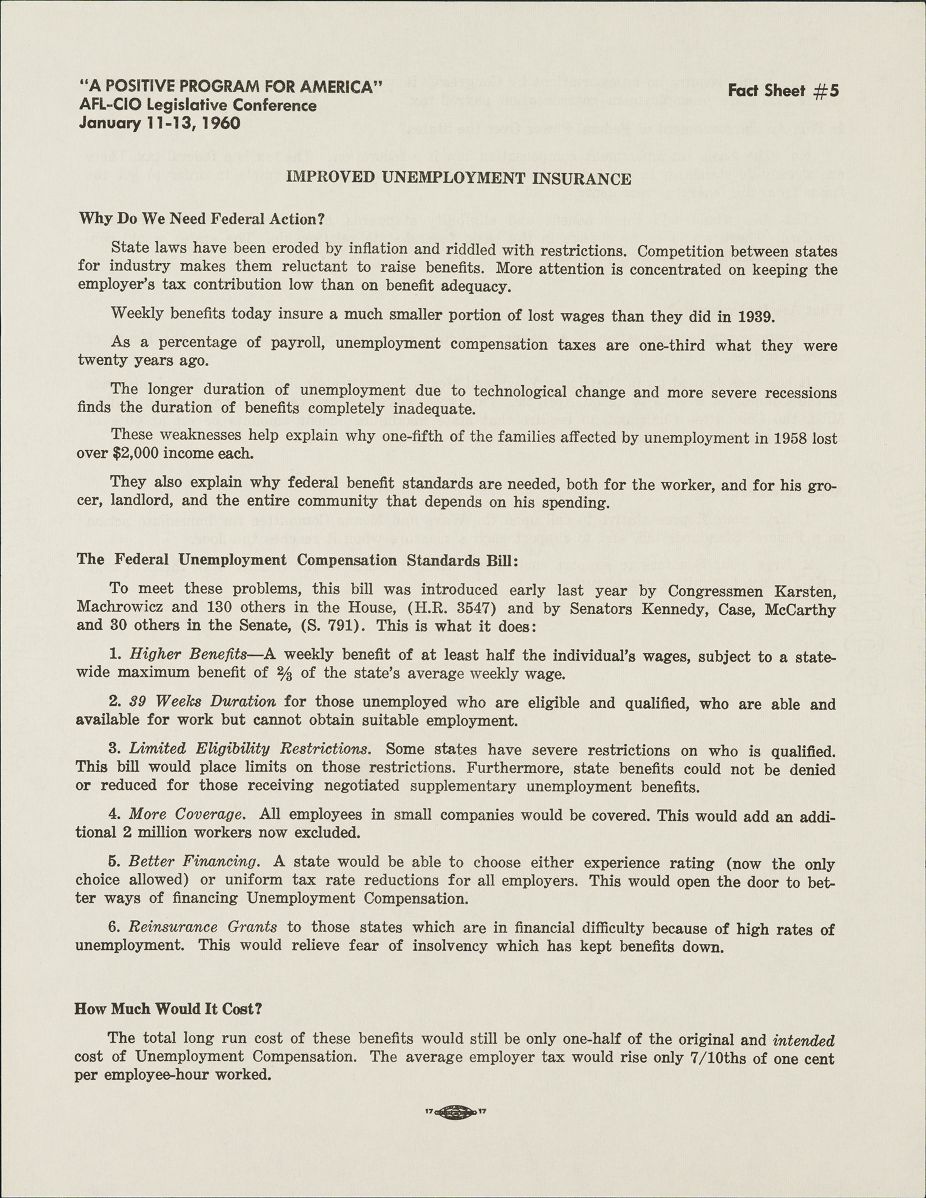 "A POSITIVE PROGRAM FOR AMERICA"
AFL-CIO Legislative Conference
January 11-13, 1960
Fact Sheet #5
IMPROVED UNEMPLOYMENT INSURANCE
Why Do We Need Federal Action?
State laws have been eroded by inflation and riddled with restrictions. Competition between states
for industry makes them reluctant to raise benefits. More attention is concentrated on keeping the
employer's tax contribution low than on benefit adequacy.
Weekly benefits today insure a much smaller portion of lost wages than they did in 1939.
As a percentage of payroll, unemployment compensation taxes are one-third what they were
twenty years ago.
The longer duration of unemployment due to technological change and more severe recessions
finds the duration of benefits completely inadequate.
These weaknesses help explain why one-fifth of the families affected by unemployment in 1958 lost
over $2,000 income each.
They also explain why federal benefit standards are needed, both for the worker, and for his gro-
cer, landlord, and the entire community that depends on his spending.
The Federal Unemployment Compensation Standards Bill:
To meet these problems, this bill was introduced early last year by Congressmen Karsten,
Machrowicz and 130 others in the House, (H.R. 3547) and by Senators Kennedy, Case, McCarthy
and 30 others in the Senate, (S. 791). This is what it does:
1. Higher Benefits—A weekly benefit of at least half the individual's wages, subject to a state-
wide maximum benefit of ⅔ of the state's average weekly wage.
2. 39 Weeks Duration for those unemployed who are eligible and qualified, who are able and
available for work but cannot obtain suitable employment.
3. Limited Eligibility Restrictions. Some states have severe restrictions on who is qualified.
This bill would place limits on those restrictions. Furthermore, state benefits could not be denied
or reduced for those receiving negotiated supplementary unemployment benefits.
4. More Coverage. All employees in small companies would be covered. This would add an addi-
tional 2 million workers now excluded.
5. Better Financing. A state would be able to choose either experience rating (now the only
choice allowed) or uniform tax rate reductions for all employers. This would open the door to bet-
ter ways of financing Unemployment Compensation.
6. Reinsurance Grants to those states which are in financial difficulty because of high rates of
unemployment. This would relieve fear of insolvency which has kept benefits down.
How Much Would It Cost?
The total long run cost of these benefits would still be only one-half of the original and intended
cost of Unemployment Compensation. The average employer tax would rise only 7/10ths of one cent
per employee-hour worked.
17 17